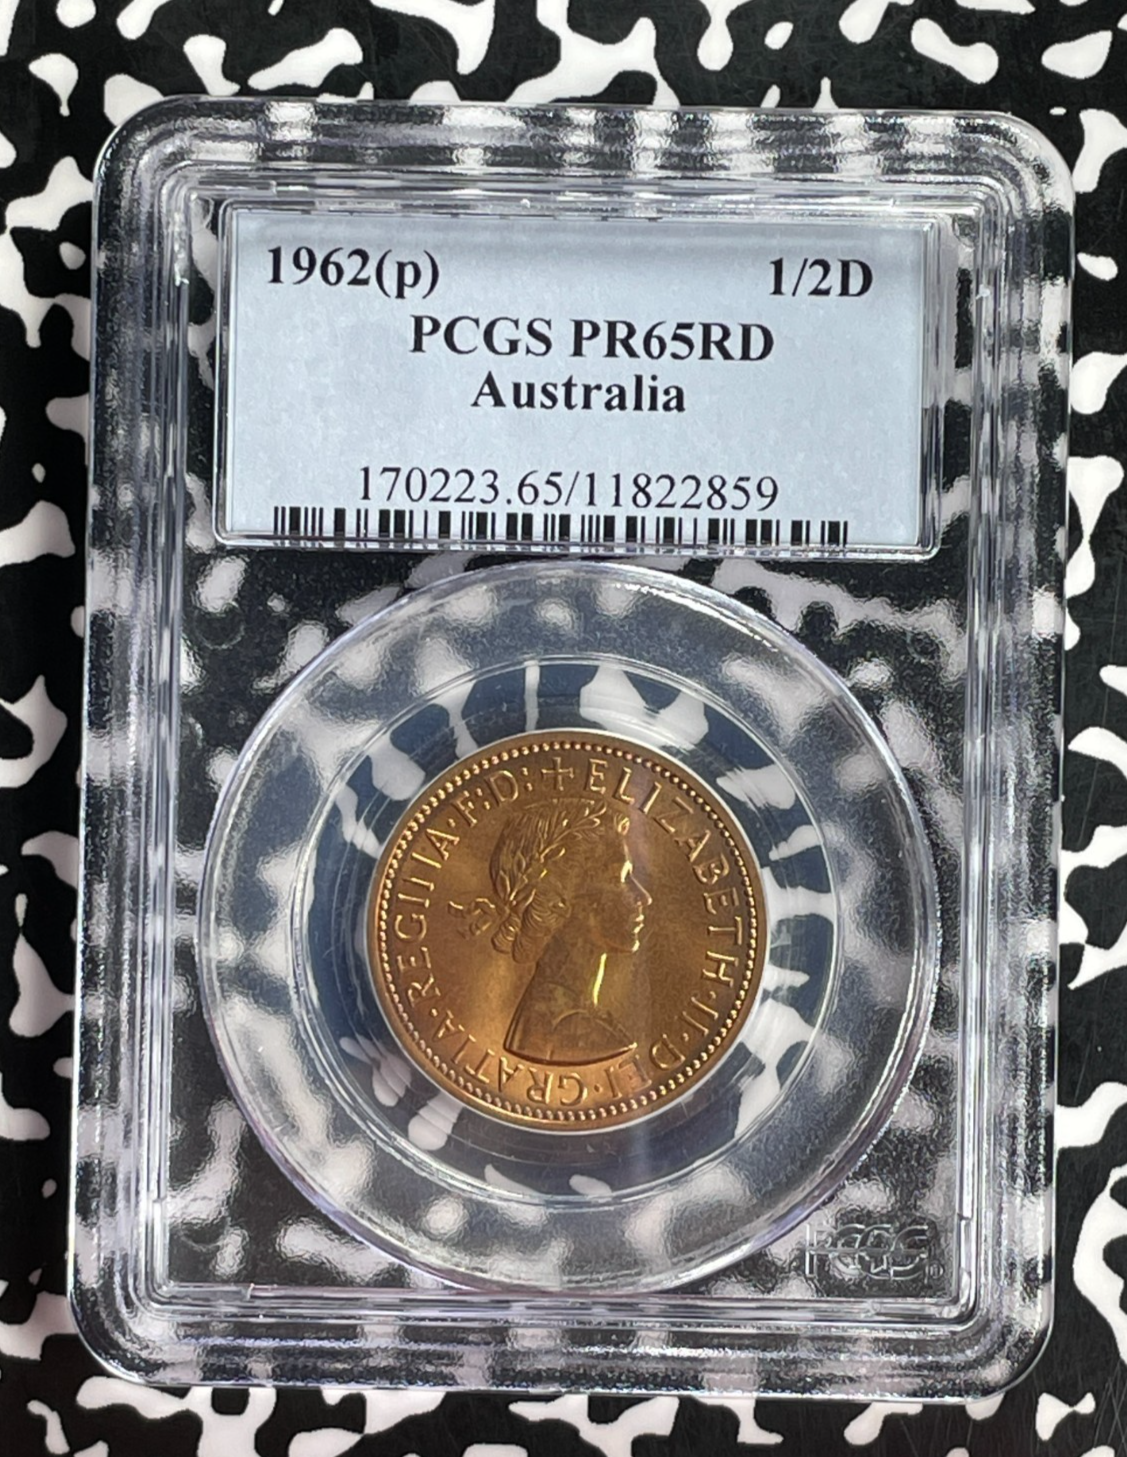 1962(p) 1/2D
PCGS PR65RD
Australia
170223.65/11822859
+ELIZABETH·II·DEI·GRATIA·REGINA·F:D:
PCGS